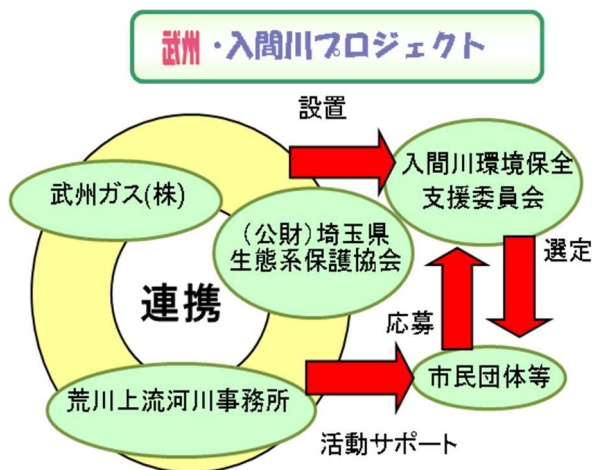 武州・入間川プロジェクト
設置
武州ガス(株)
入間川環境保全
支援委員会
(公財)埼玉県
生態系保護協会
選定
連携
応募
市民団体等
荒川上流河川事務所
活動サポート